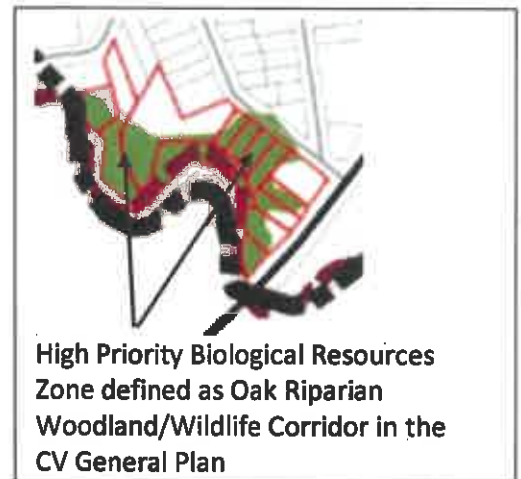 High Priority Biological Resources
Zone defined as Oak Riparian
Woodland/Wildlife Corridor in the
CV General Plan